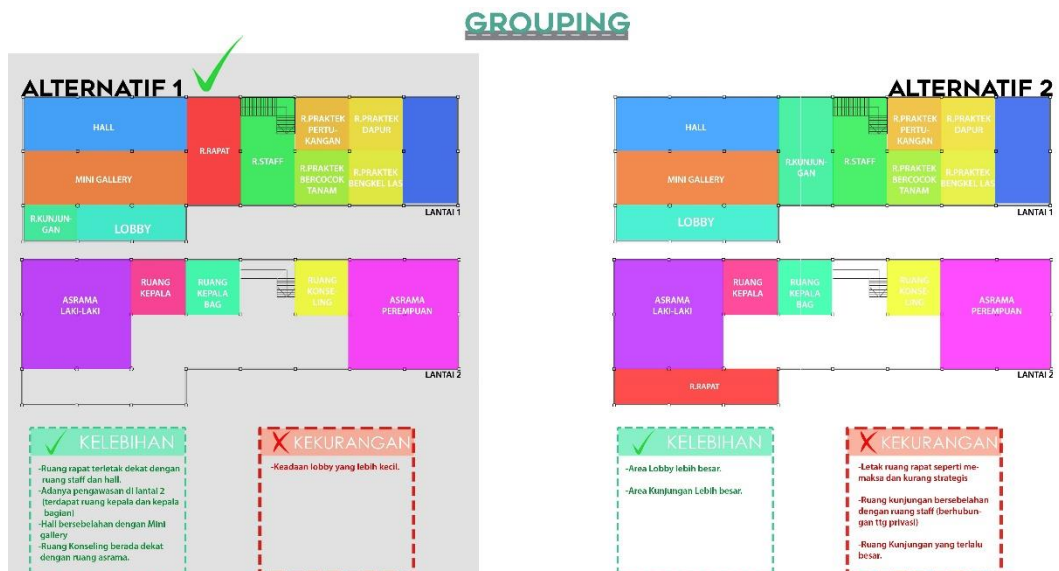 GROUPING
ALTERNATIF 1
HALL
R.RAPAT
R.STAFF
R.PRAKTEK
PERTU-
KANGAN
R.PRAKTEK
DAPUR
MINI GALLERY
R.PRAKTEK
BERCOCOK
TANAM
R.PRAKTEK
BENGKEL LAS
R.KUNJUN-
GAN
LOBBY
LANTAI 1
ASRAMA
LAKI-LAKI
RUANG
KEPALA
RUANG
KEPALA
BAG
RUANG
KONSE-
LING
ASRAMA
PEREMPUAN
LANTAI 2
KELEBIHAN
-Ruang rapat terletak dekat dengan
ruang staff dan hall.
-Adanya pengawasan di lantai 2
(terdapat ruang kepala dan kepala
bagian)
-Hall bersebelahan dengan Mini
gallery
-Ruang Konseling berada dekat
dengan ruang asrama.
KEKURANGAN
-Keadaan lobby yang lebih kecil.
ALTERNATIF 2
HALL
R.KUNJUN-
GAN
R.STAFF
R.PRAKTEK
PERTU-
KANGAN
R.PRAKTEK
DAPUR
MINI GALLERY
R.PRAKTEK
BERCOCOK
TANAM
R.PRAKTEK
BENGKEL LAS
LOBBY
LANTAI 1
ASRAMA
LAKI-LAKI
RUANG
KEPALA
RUANG
KEPALA
BAG
RUANG
KONSE-
LING
ASRAMA
PEREMPUAN
R.RAPAT
LANTAI 2
KELEBIHAN
-Area Lobby lebih besar.
-Area Kunjungan Lebih besar.
KEKURANGAN
-Letak ruang rapat seperti me-
maksa dan kurang strategis
-Ruang kunjungan bersebelahan
dengan ruang staff (berhubun-
gan ttg privasi)
-Ruang Kunjungan yang terlalu
besar.